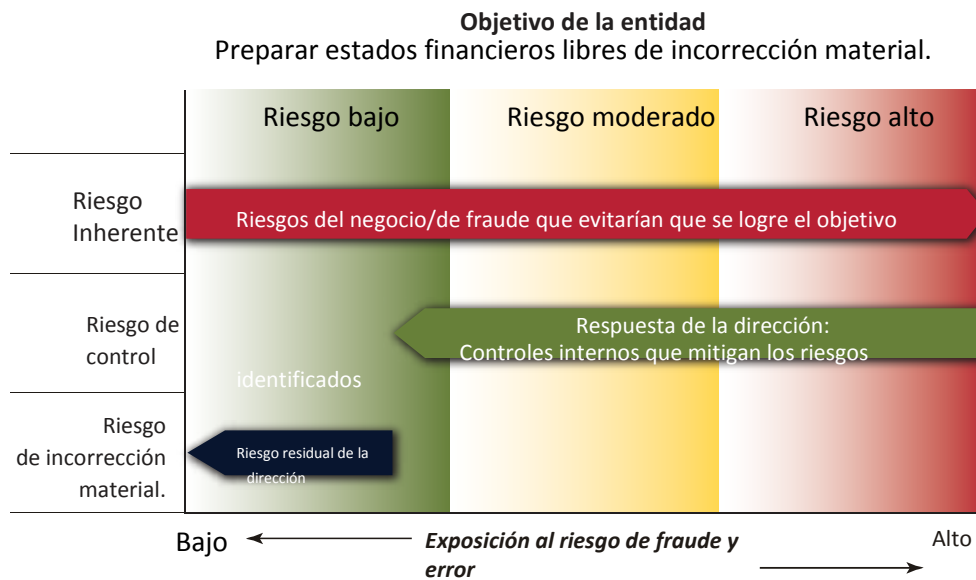 Objetivo de la entidad
Preparar estados financieros libres de incorrección material.
Riesgo bajo
Riesgo moderado
Riesgo alto
Riesgo
Inherente
Riesgos del negocio/de fraude que evitarían que se logre el objetivo
Riesgo de
control
Respuesta de la dirección:
Controles internos que mitigan los riesgos
identificados
Riesgo
de incorrección
material.
Riesgo residual de la
dirección
Bajo
Exposición al riesgo de fraude y
error
Alto